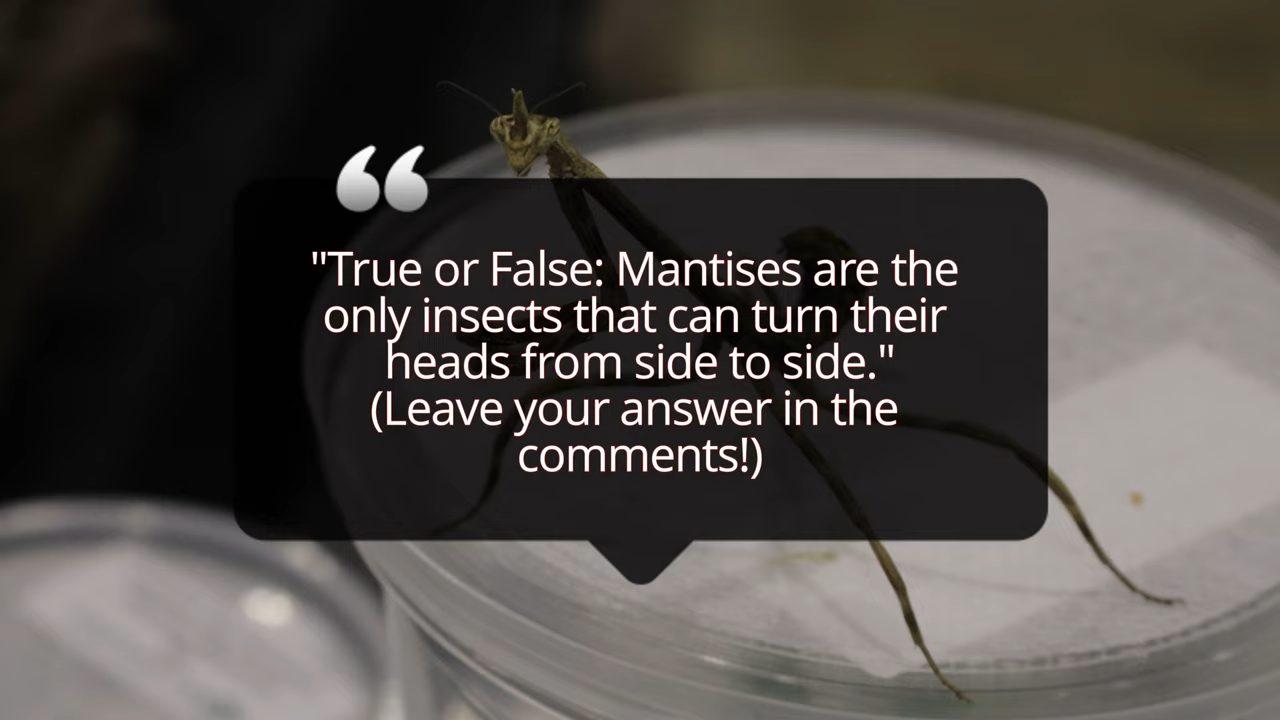 "True or False: Mantises are the
only insects that can turn their
heads from side to side."
(Leave your answer in the
comments!)